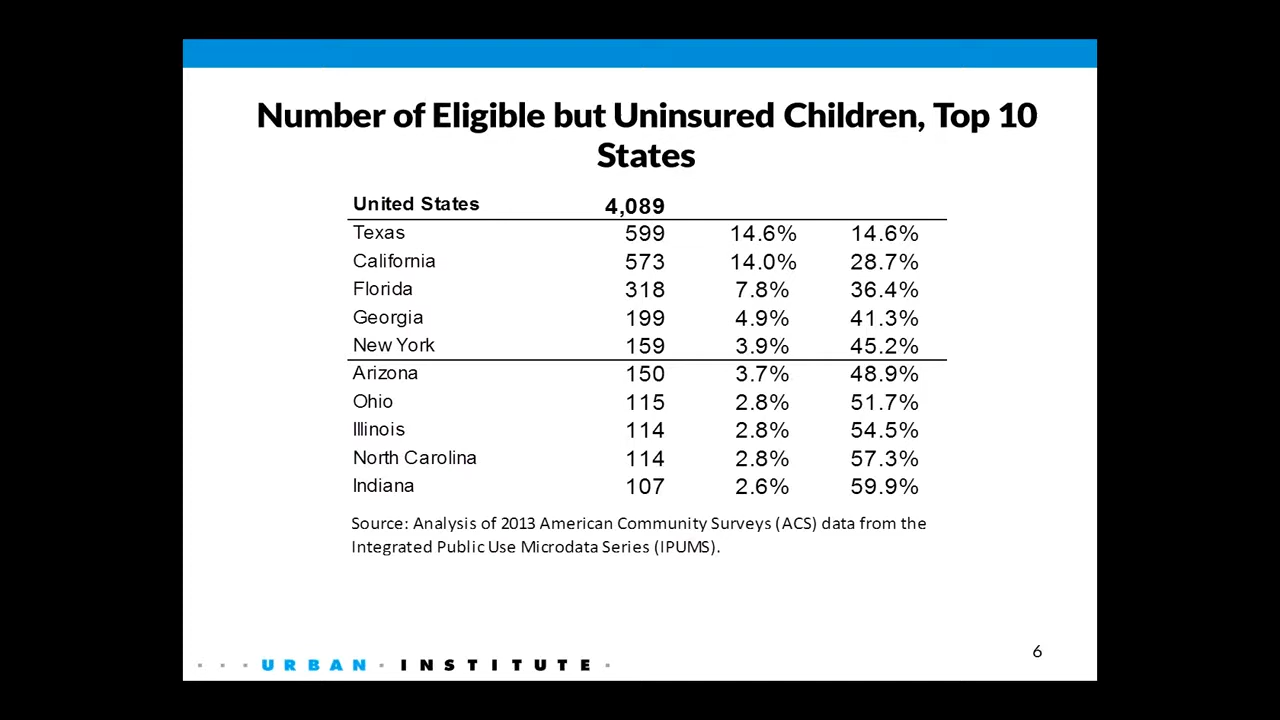 Number of Eligible but Uninsured Children, Top 10
States
United States 4,089
Texas 599 14.6% 14.6%
California 573 14.0% 28.7%
Florida 318 7.8% 36.4%
Georgia 199 4.9% 41.3%
New York 159 3.9% 45.2%
Arizona 150 3.7% 48.9%
Ohio 115 2.8% 51.7%
Illinois 114 2.8% 54.5%
North Carolina 114 2.8% 57.3%
Indiana 107 2.6% 59.9%
Source: Analysis of 2013 American Community Surveys (ACS) data from the
Integrated Public Use Microdata Series (IPUMS).
6
URBAN INSTITUTE